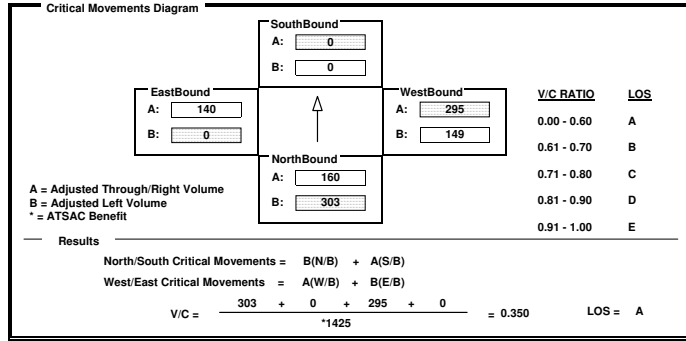 Critical Movements Diagram
SouthBound
A: 0
B: 0
EastBound
A: 140
B: 0
WestBound
A: 295
B: 149
NorthBound
A: 160
B: 303
V/C RATIO LOS
0.00 - 0.60 A
0.61 - 0.70 B
0.71 - 0.80 C
0.81 - 0.90 D
0.91 - 1.00 E
A = Adjusted Through/Right Volume
B = Adjusted Left Volume
* = ATSAC Benefit
Results
North/South Critical Movements = B(N/B) + A(S/B)
West/East Critical Movements = A(W/B) + B(E/B)
303 + 0 + 295 + 0
V/C = = 0.350 LOS = A
*1425